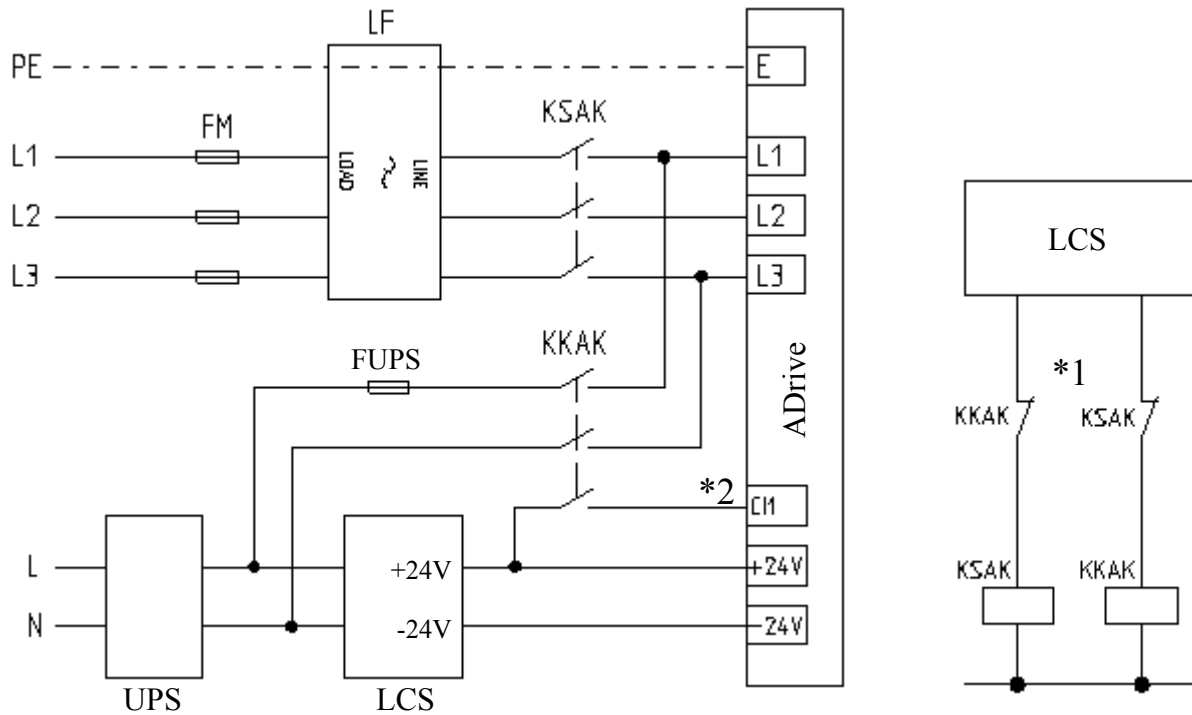 LF
PE
E
KSAK
FM
L1
LOAD
LINE
L1
L2
L2
LCS
L3
L3
KKAK
FUPS
ADrive
*1
KKAK
KSAK
*2
CM
L
+24V
+24V
KSAK
KKAK
N
-24V
-24V
UPS
LCS